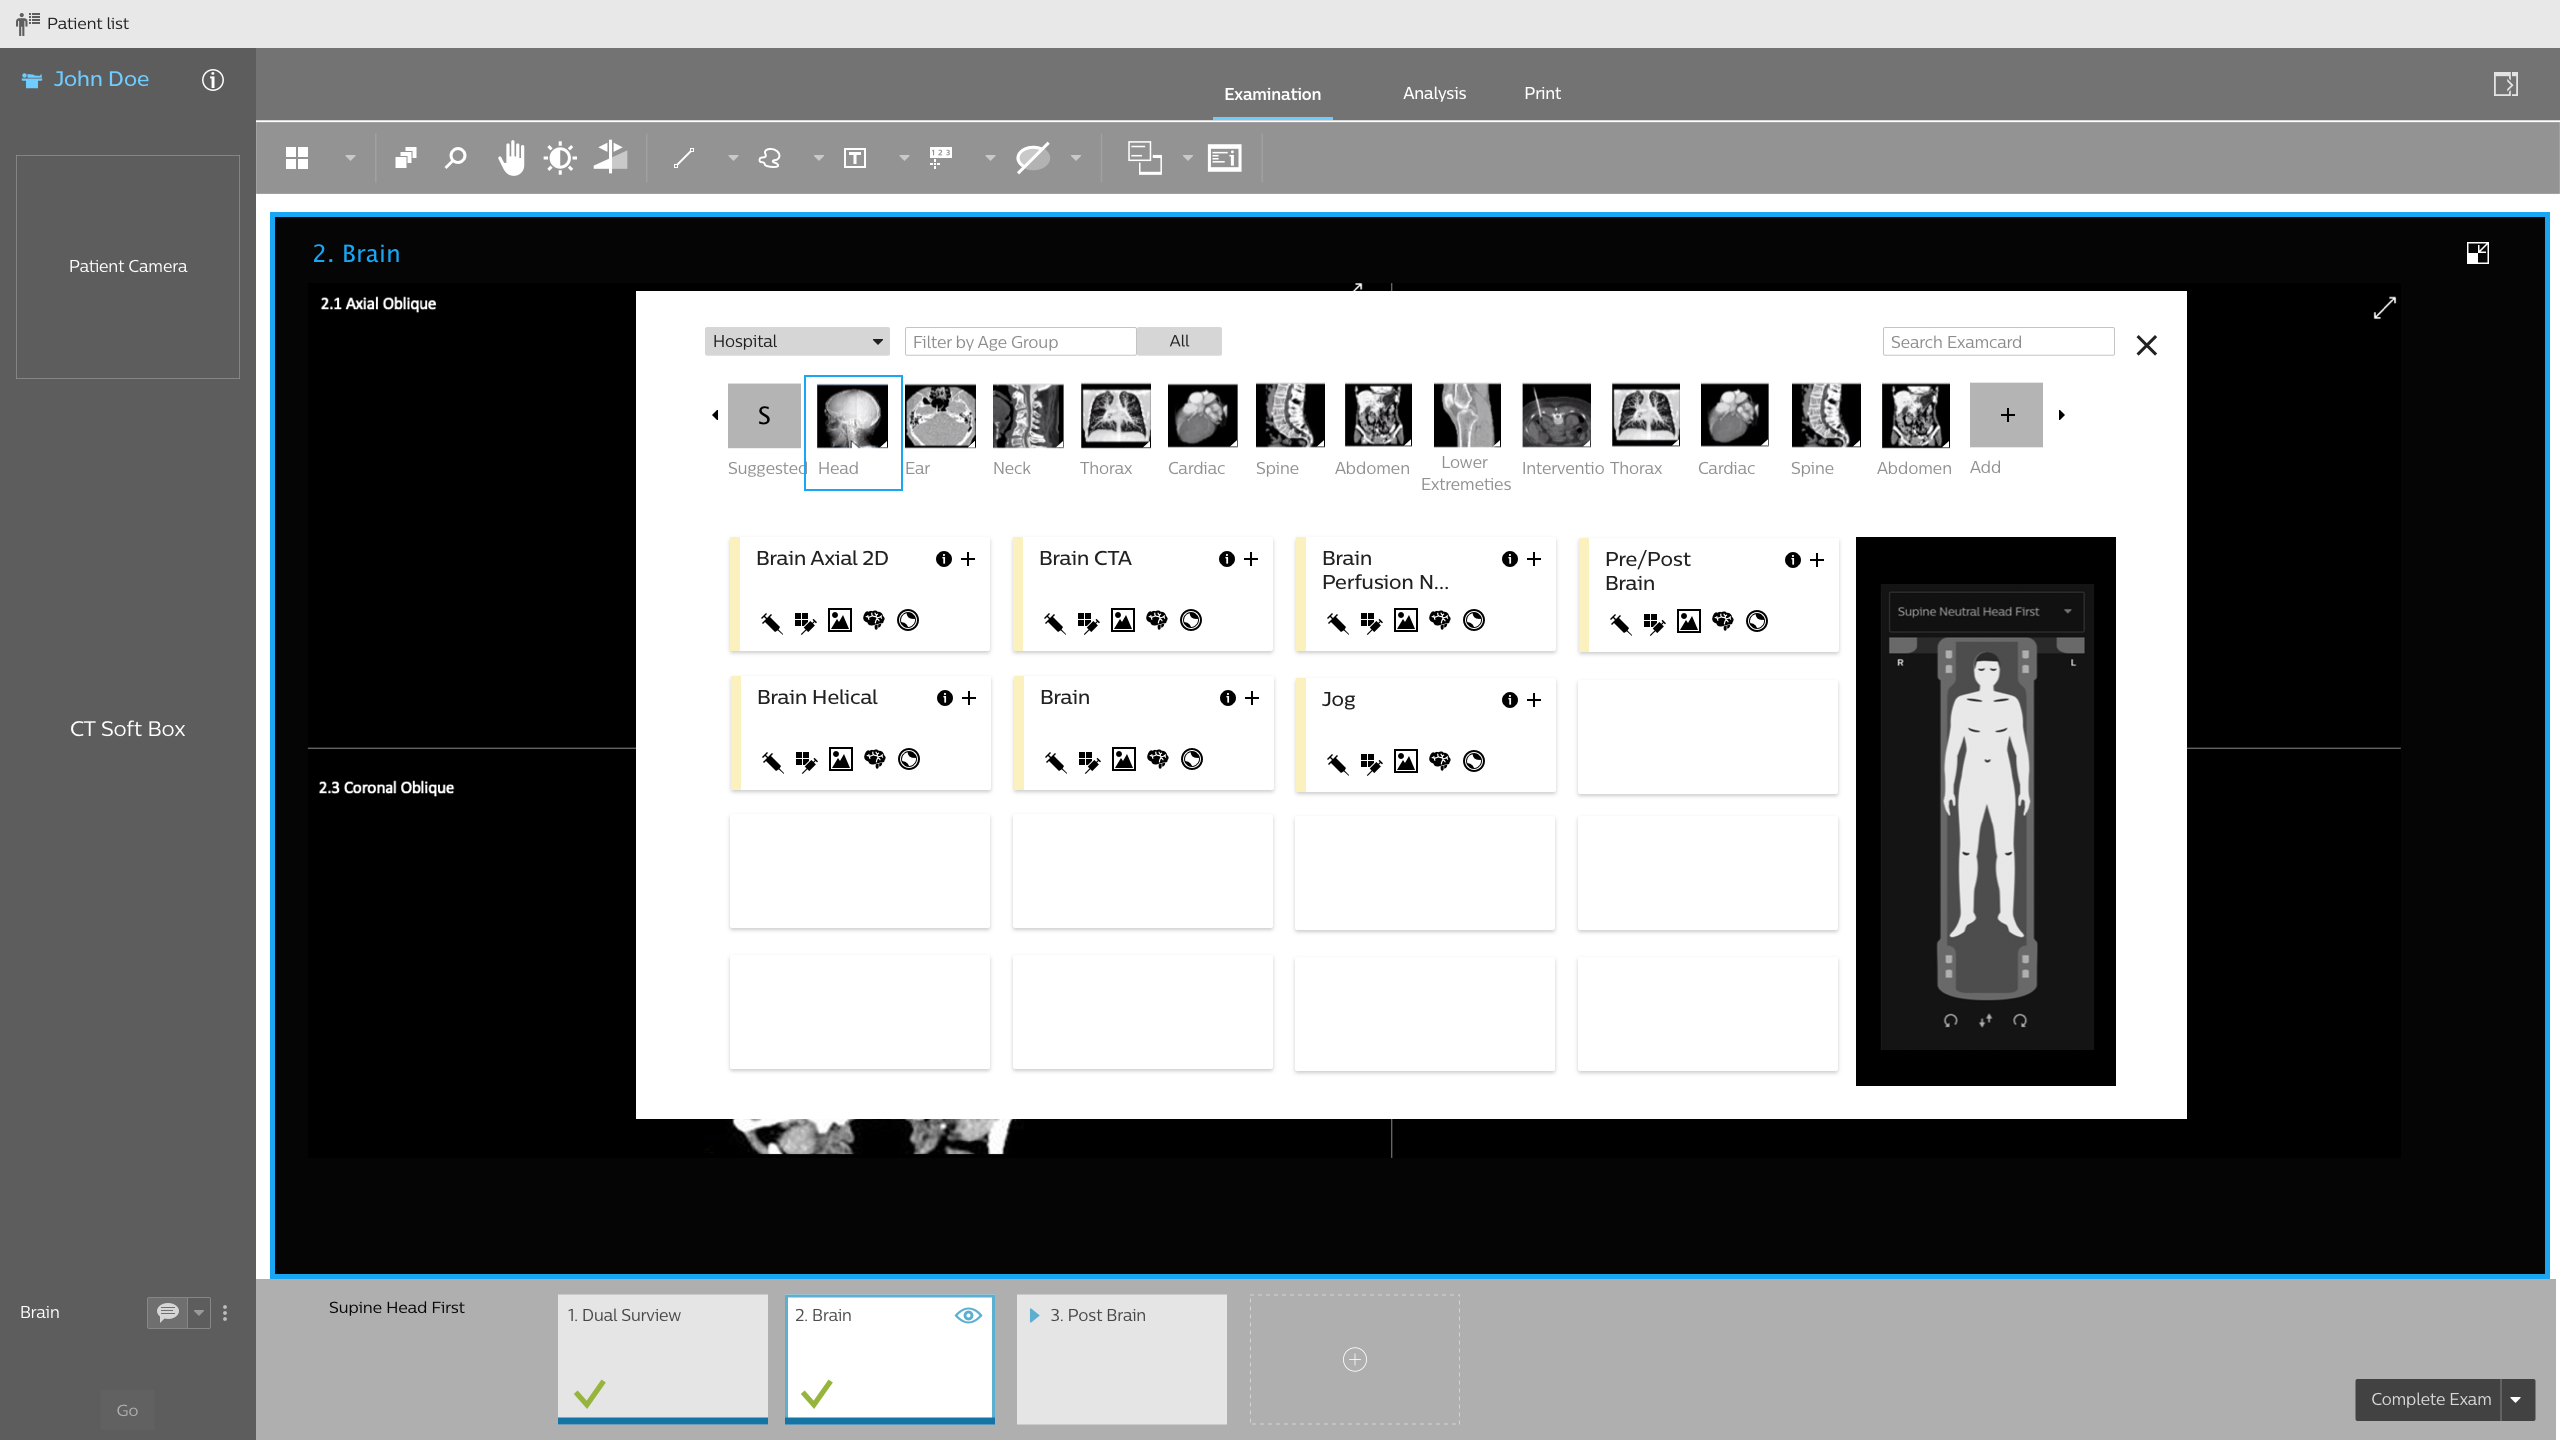 Patient list
John Doe
Examination
Analysis
Print
Patient Camera
T
1 2 3
2. Brain
2.1 Axial Oblique
Hospital
Filter by Age Group
All
Search Examcard
S
Suggested
Head
Ear
Neck
Thorax
Cardiac
Spine
Abdomen
Lower
Extremeties
Interventio
Thorax
Cardiac
Spine
Abdomen
Add
Brain Axial 2D
Brain CTA
Brain
Perfusion N...
Pre/Post
Brain
Supine Neutral Head First
R
L
Brain Helical
Brain
Jog
CT Soft Box
2.3 Coronal Oblique
Brain
Supine Head First
1. Dual Surview
2. Brain
3. Post Brain
Go
Complete Exam